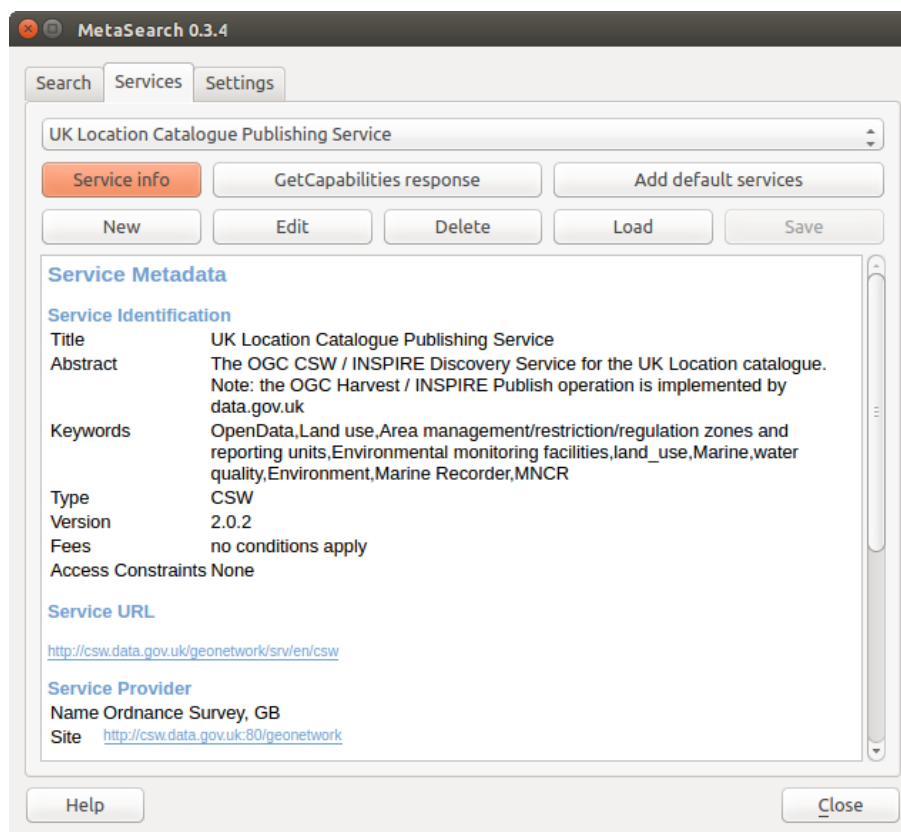 MetaSearch 0.3.4
Search Services Settings
UK Location Catalogue Publishing Service
Service info GetCapabilities response Add default services
New Edit Delete Load Save
Service Metadata
Service Identification
Title UK Location Catalogue Publishing Service
Abstract The OGC CSW / INSPIRE Discovery Service for the UK Location catalogue.
Note: the OGC Harvest / INSPIRE Publish operation is implemented by
data.gov.uk
Keywords OpenData,Land use,Area management/restriction/regulation zones and
reporting units,Environmental monitoring facilities,land_use,Marine,water
quality,Environment,Marine Recorder,MNCR
Type CSW
Version 2.0.2
Fees no conditions apply
Access Constraints None
Service URL
http://csw.data.gov.uk/geonetwork/srv/en/csw
Service Provider
Name Ordnance Survey, GB
Site http://csw.data.gov.uk:80/geonetwork
Help Close